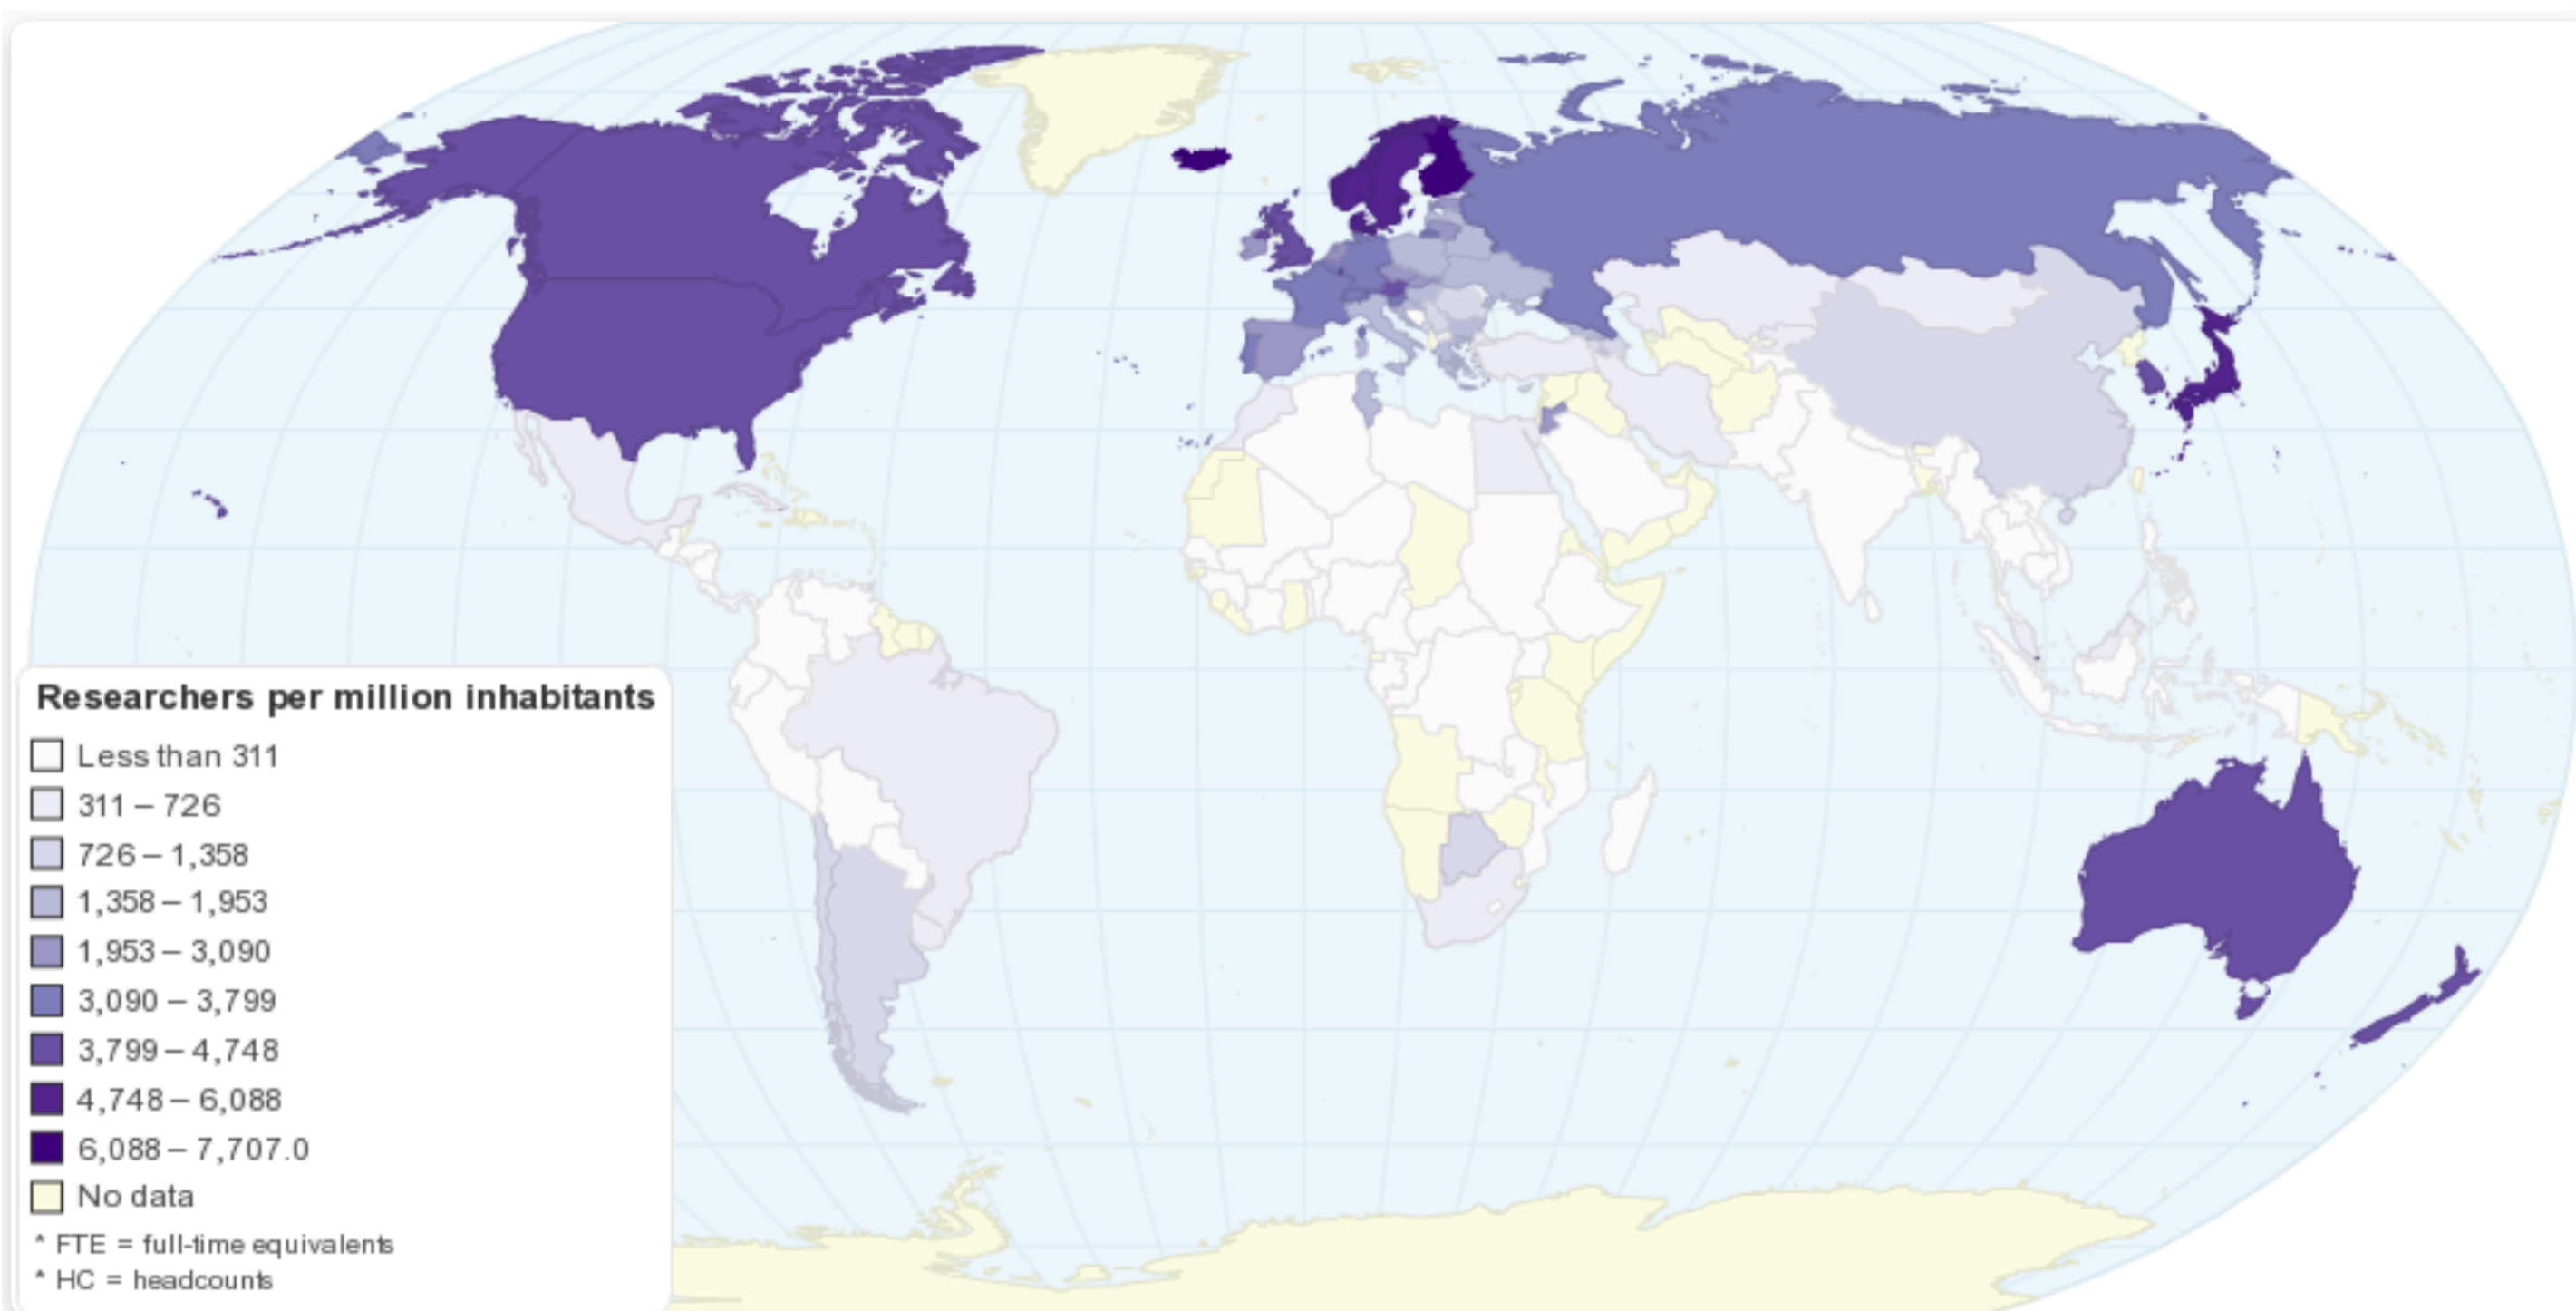 Researchers per million inhabitants
Less than 311
311 – 726
726 – 1,358
1,358 – 1,953
1,953 – 3,090
3,090 – 3,799
3,799 – 4,748
4,748 – 6,088
6,088 – 7,707.0
No data
* FTE = full-time equivalents
* HC = headcounts